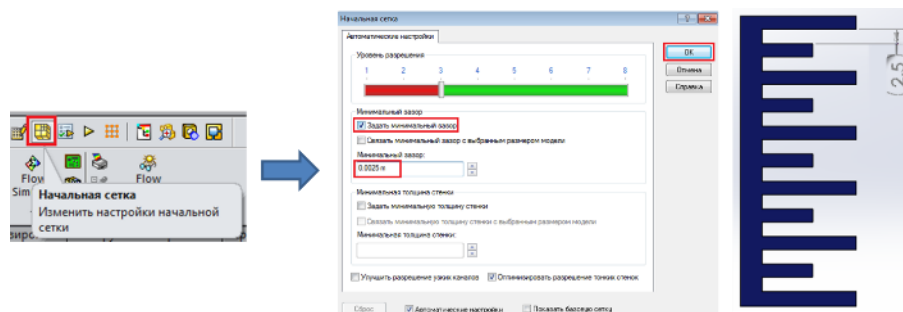 Flow
Sim
Flow
Начальная сетка
Изменить настройки начальной
сетки
Начальная сетка
Автоматические настройки
Уровень разрешения
1 2 3 4 5 6 7 8
Минимальный зазор
Задать минимальный зазор
Связать минимальный зазор с выбранным размером модели
Минимальный зазор:
0.0025 m
Минимальная толщина стенки
Задать минимальную толщину стенки
Связать минимальную толщину стенки с выбранным размером модели
Минимальная толщина стенки:
Улучшить разрешение узких каналов Оптимизировать разрешение тонких стенок
Сброс Автоматические настройки Показать базовую сетку
OK
Отмена
Справка
2,5